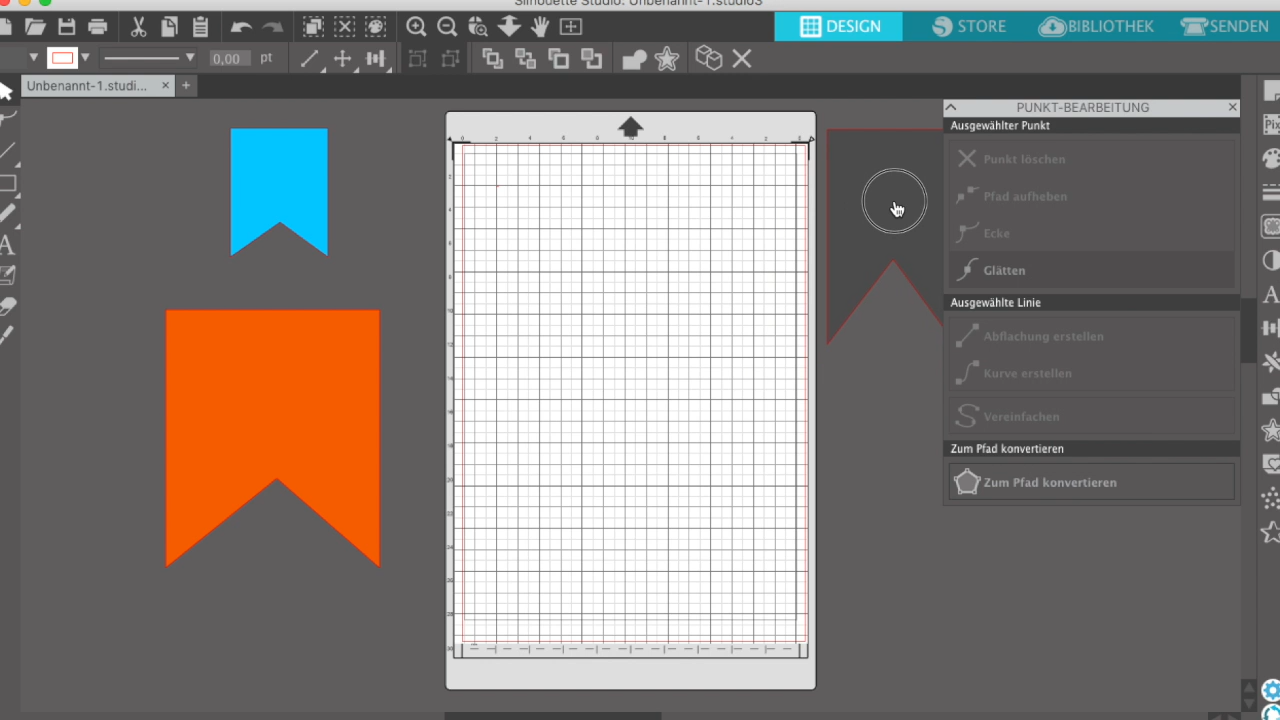 Silhouette Studio: Unbenannt-1.studio3
DESIGN
STORE
BIBLIOTHEK
SENDEN
0,00 pt
Unbenannt-1.studi...
PUNKT-BEARBEITUNG
Ausgewählter Punkt
Punkt löschen
Pfad aufheben
Ecke
Glätten
Ausgewählte Linie
Abflachung erstellen
Kurve erstellen
Vereinfachen
Zum Pfad konvertieren
Zum Pfad konvertieren